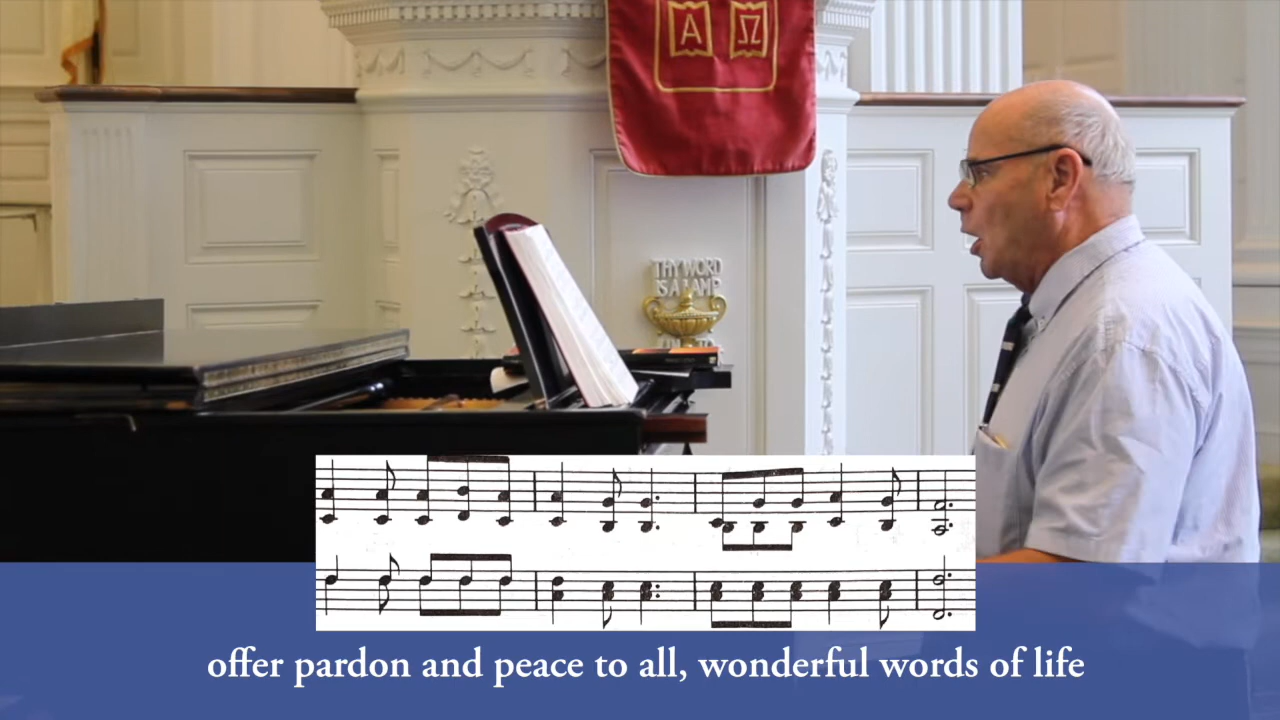 Α Ω
THY WORD
IS A LAMP
offer pardon and peace to all, wonderful words of life